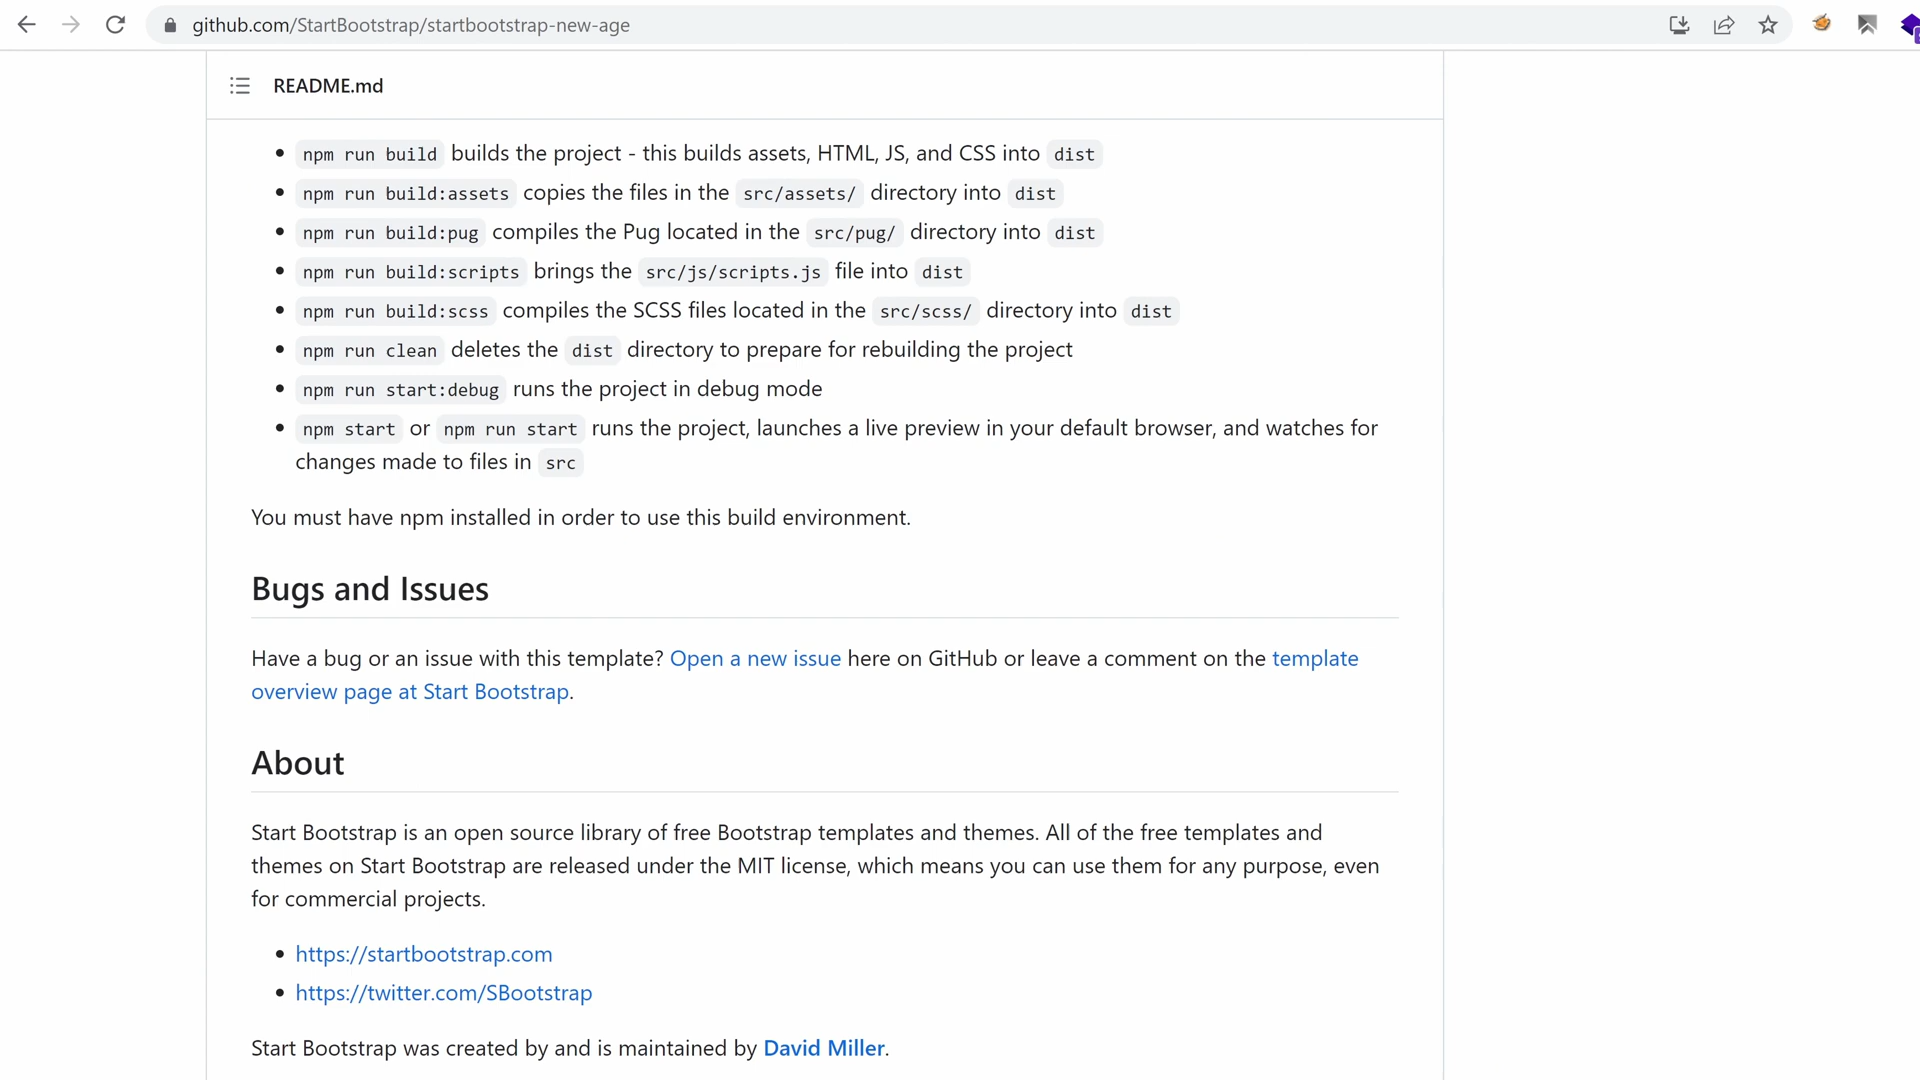 github.com/StartBootstrap/startbootstrap-new-age
README.md
npm run build builds the project - this builds assets, HTML, JS, and CSS into dist
npm run build:assets copies the files in the src/assets/ directory into dist
npm run build:pug compiles the Pug located in the src/pug/ directory into dist
npm run build:scripts brings the src/js/scripts.js file into dist
npm run build:scss compiles the SCSS files located in the src/scss/ directory into dist
npm run clean deletes the dist directory to prepare for rebuilding the project
npm run start:debug runs the project in debug mode
npm start or npm run start runs the project, launches a live preview in your default browser, and watches for
changes made to files in src
You must have npm installed in order to use this build environment.
Bugs and Issues
Have a bug or an issue with this template? Open a new issue here on GitHub or leave a comment on the template
overview page at Start Bootstrap.
About
Start Bootstrap is an open source library of free Bootstrap templates and themes. All of the free templates and
themes on Start Bootstrap are released under the MIT license, which means you can use them for any purpose, even
for commercial projects.
https://startbootstrap.com
https://twitter.com/SBootstrap
Start Bootstrap was created by and is maintained by David Miller.